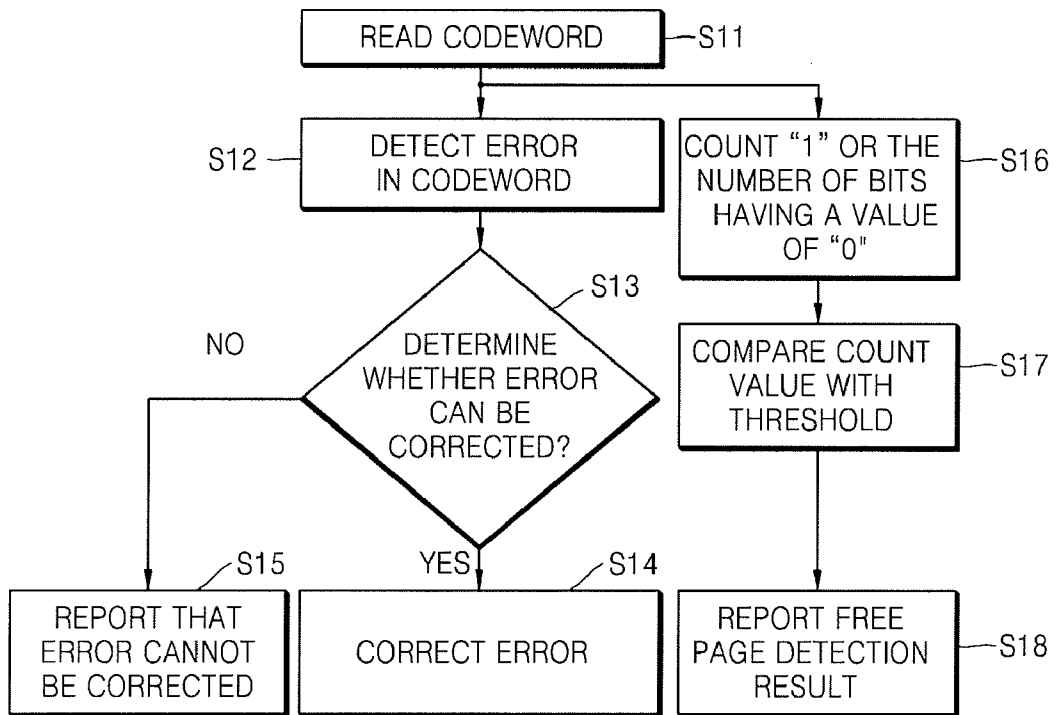 READ CODEWORD
S11
S12
DETECT ERROR
IN CODEWORD
COUNT “1” OR THE
NUMBER OF BITS
HAVING A VALUE
OF “0"
S16
S13
NO
DETERMINE
WHETHER ERROR
CAN BE
CORRECTED?
COMPARE COUNT
VALUE WITH
THRESHOLD
S17
YES
S15
REPORT THAT
ERROR CANNOT
BE CORRECTED
S14
CORRECT ERROR
REPORT FREE
PAGE DETECTION
RESULT
S18